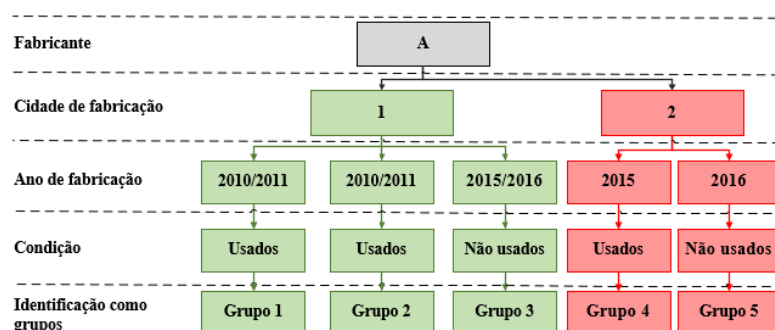 Fabricante
A
Cidade de fabricação
1
2
Ano de fabricação
2010/2011
2010/2011
2015/2016
2015
2016
Condição
Usados
Usados
Não usados
Usados
Não usados
Identificação como
grupos
Grupo 1
Grupo 2
Grupo 3
Grupo 4
Grupo 5